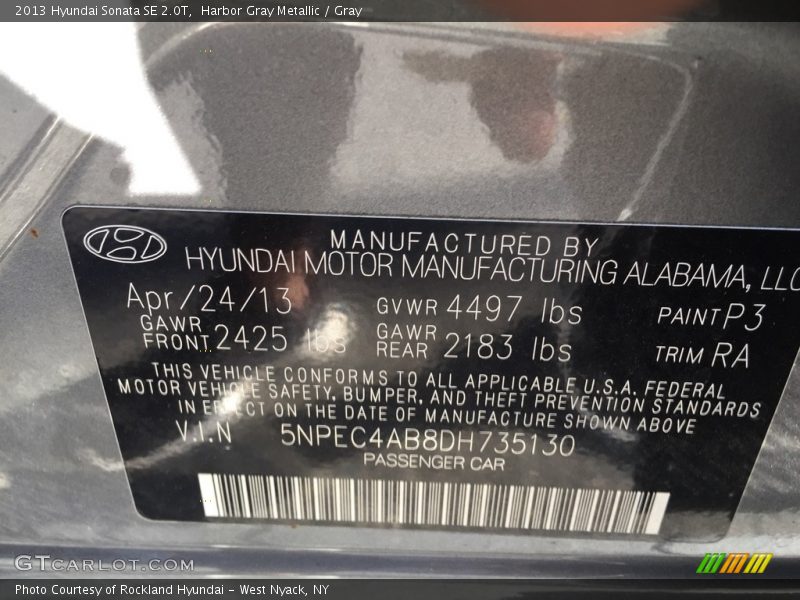 2013 Hyundai Sonata SE 2.0T, Harbor Gray Metallic / Gray
MANUFACTURED BY
HYUNDAI MOTOR MANUFACTURING ALABAMA, LLC
Apr/24/13 GVWR 4497 lbs PAINT P3
GAWR FRONT 2425 lbs GAWR REAR 2183 lbs TRIM RA
THIS VEHICLE CONFORMS TO ALL APPLICABLE U.S.A. FEDERAL
MOTOR VEHICLE SAFETY, BUMPER, AND THEFT PREVENTION STANDARDS
IN EFFECT ON THE DATE OF MANUFACTURE SHOWN ABOVE
V.I.N 5NPEC4AB8DH735130
PASSENGER CAR
GTCARLOT.COM
Photo Courtesy of Rockland Hyundai - West Nyack, NY